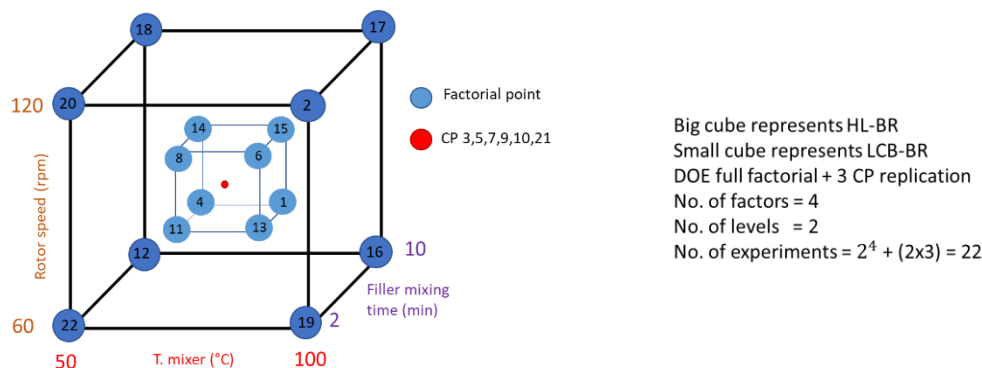 18
17
20
2
120
14
15
8
6
4
1
11
13
12
16
10
22
19
2
60
50
100
Rotor speed (rpm)
T. mixer (°C)
Filler mixing
time (min)
Factorial point
CP 3,5,7,9,10,21
Big cube represents HL-BR
Small cube represents LCB-BR
DOE full factorial + 3 CP replication
No. of factors = 4
No. of levels = 2
No. of experiments = 2⁴ + (2x3) = 22